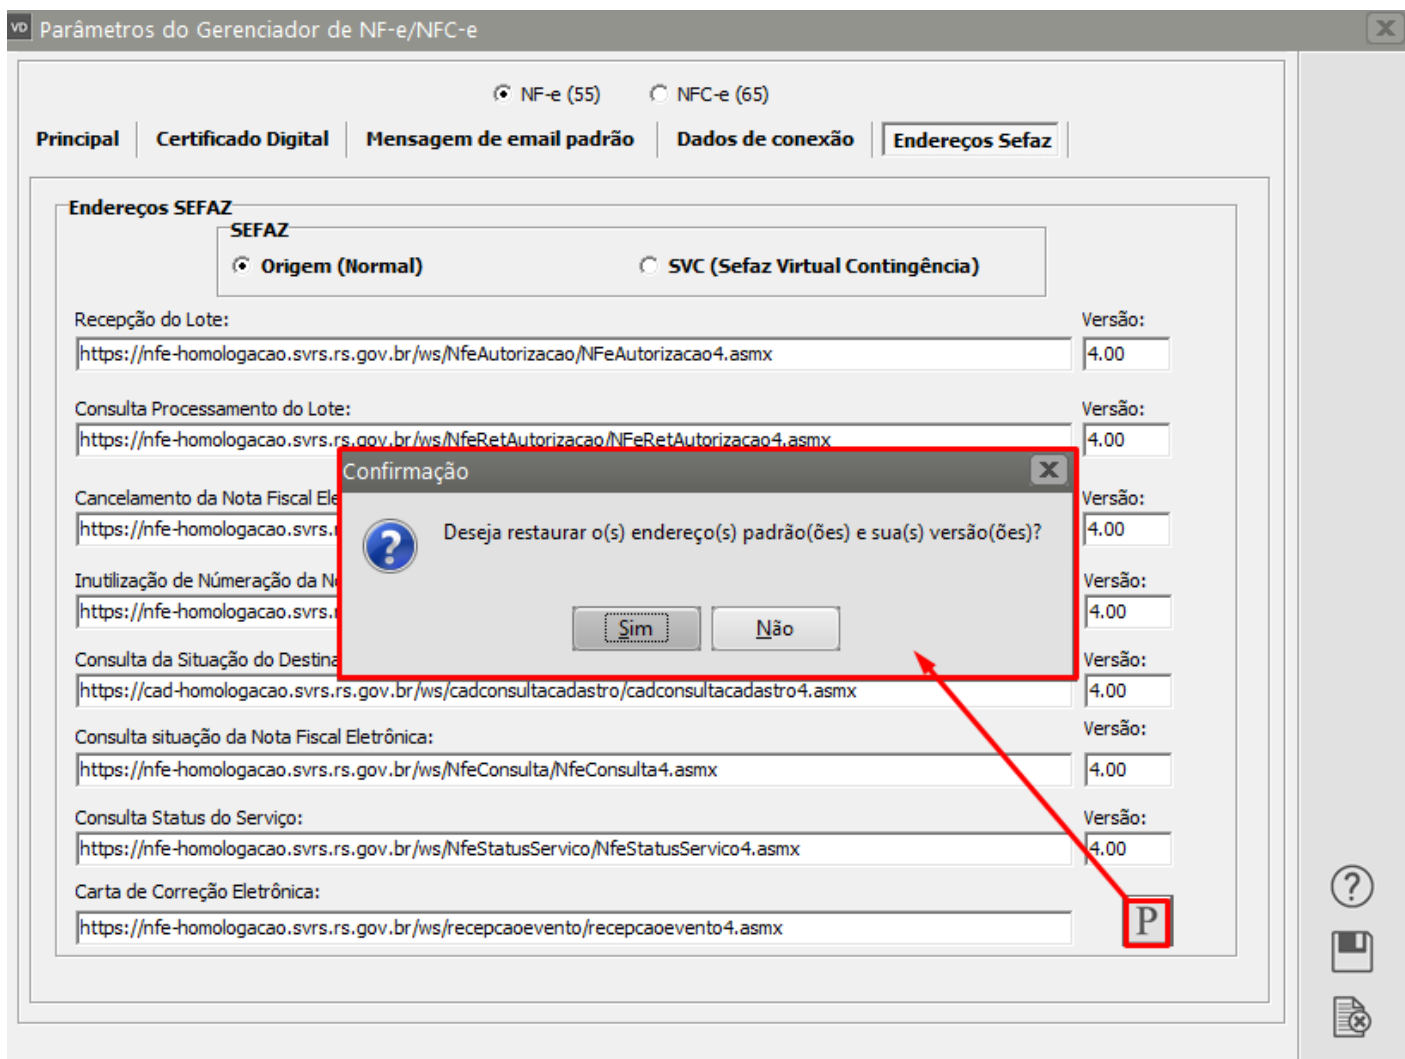 VD Parâmetros do Gerenciador de NF-e/NFC-e
NF-e (55) NFC-e (65)
Principal Certificado Digital Mensagem de email padrão Dados de conexão Endereços Sefaz
Endereços SEFAZ
SEFAZ
Origem (Normal) SVC (Sefaz Virtual Contingência)
Recepção do Lote: Versão:
https://nfe-homologacao.svrs.rs.gov.br/ws/NfeAutorizacao/NFeAutorizacao4.asmx 4.00
Consulta Processamento do Lote: Versão:
https://nfe-homologacao.svrs.rs.gov.br/ws/NfeRetAutorizacao/NFeRetAutorizacao4.asmx 4.00
Confirmação
Cancelamento da Nota Fiscal Ele Versão:
https://nfe-homologacao.svrs. 4.00
Deseja restaurar o(s) endereço(s) padrão(ões) e sua(s) versão(ões)?
Inutilização de Númeração da N Versão:
https://nfe-homologacao.svrs. 4.00
Sim Não
Consulta da Situação do Destina Versão:
https://cad-homologacao.svrs.rs.gov.br/ws/cadconsultacadastro/cadconsultacadastro4.asmx 4.00
Consulta situação da Nota Fiscal Eletrônica: Versão:
https://nfe-homologacao.svrs.rs.gov.br/ws/NfeConsulta/NfeConsulta4.asmx 4.00
Consulta Status do Serviço: Versão:
https://nfe-homologacao.svrs.rs.gov.br/ws/NfeStatusServico/NfeStatusServico4.asmx 4.00
Carta de Correção Eletrônica:
https://nfe-homologacao.svrs.rs.gov.br/ws/recepcaoevento/recepcaoevento4.asmx P